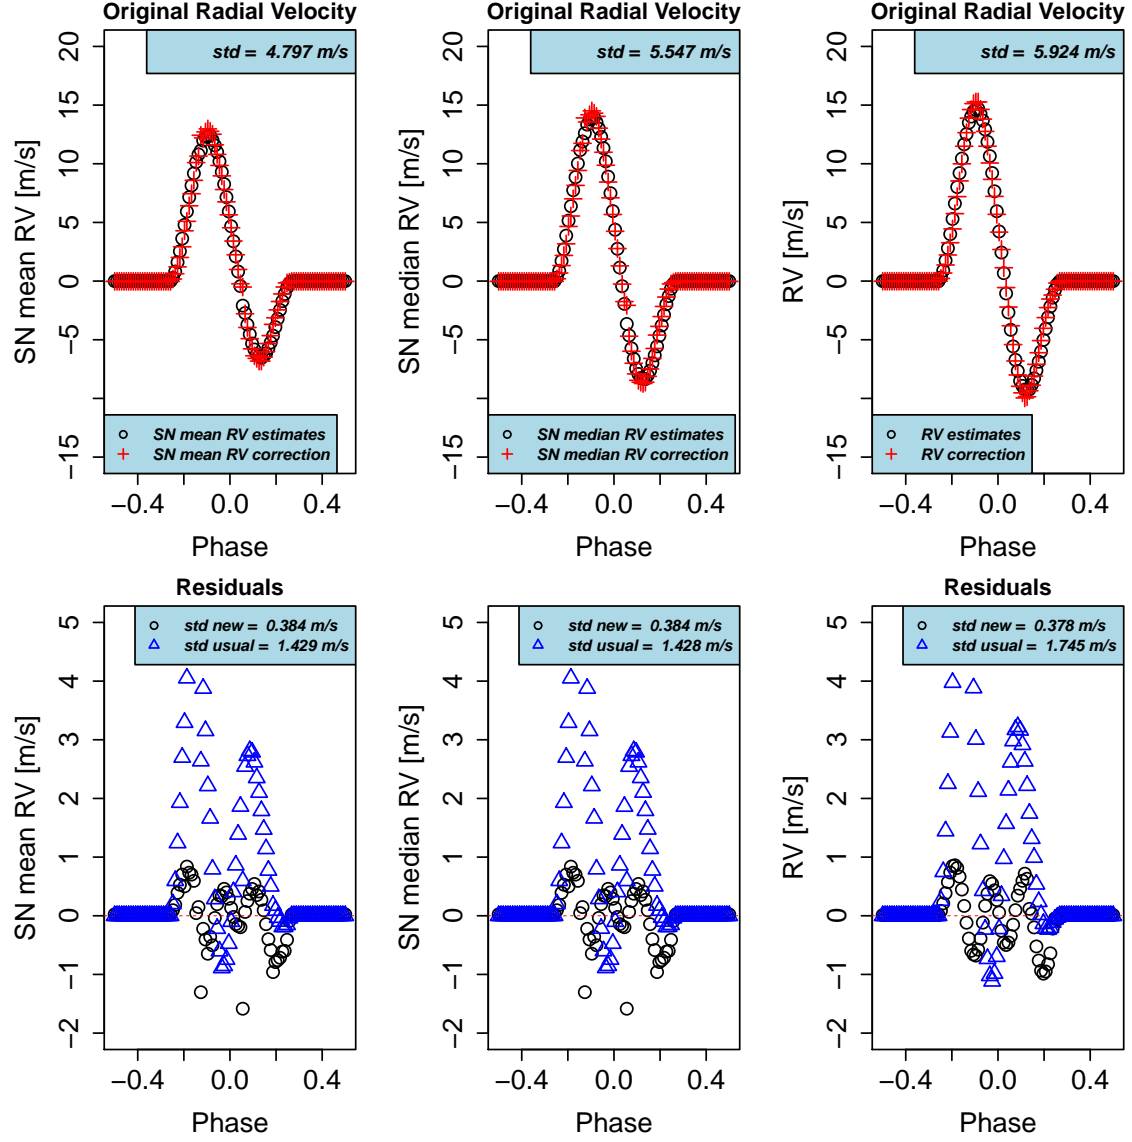 Original Radial Velocity
std = 4.797 m/s
SN mean RV [m/s]
20
15
10
5
0
−5
−15
SN mean RV estimates
SN mean RV correction
−0.4
0.0
0.4
Phase
Original Radial Velocity
std = 5.547 m/s
SN median RV [m/s]
20
15
10
5
0
−5
−15
SN median RV estimates
SN median RV correction
−0.4
0.0
0.4
Phase
Original Radial Velocity
std = 5.924 m/s
RV [m/s]
20
15
10
5
0
−5
−15
RV estimates
RV correction
−0.4
0.0
0.4
Phase
Residuals
std new = 0.384 m/s
std usual = 1.429 m/s
SN mean RV [m/s]
5
4
3
2
1
0
−1
−2
−0.4
0.0
0.4
Phase
std new = 0.384 m/s
std usual = 1.428 m/s
SN median RV [m/s]
5
4
3
2
1
0
−1
−2
−0.4
0.0
0.4
Phase
Residuals
std new = 0.378 m/s
std usual = 1.745 m/s
RV [m/s]
5
4
3
2
1
0
−1
−2
−0.4
0.0
0.4
Phase